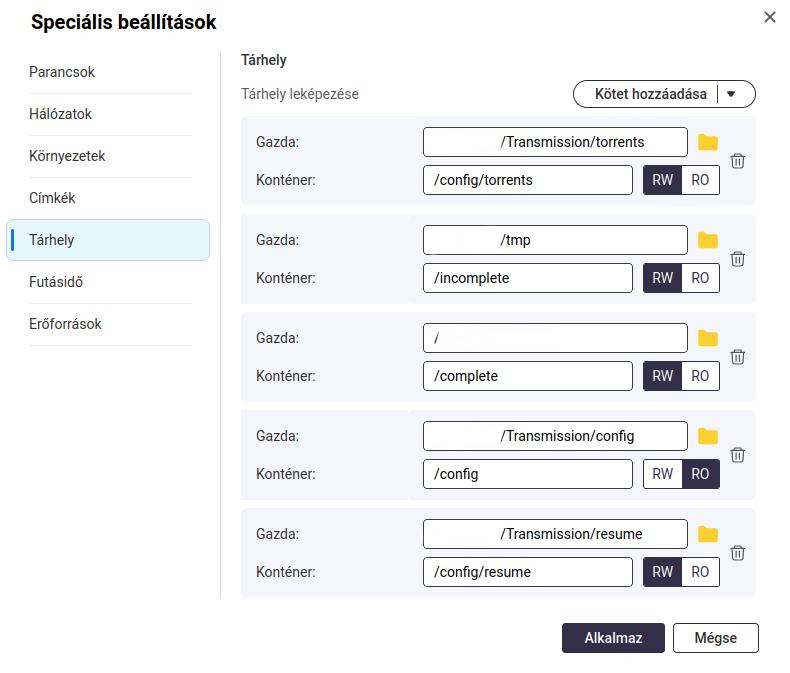 Speciális beállítások
Parancsok
Hálózatok
Környezetek
Címkék
Tárhely
Futásidő
Erőforrások
Tárhely
Tárhely leképezése
Kötet hozzáadása
Gazda: /Transmission/torrents
Konténer: /config/torrents RW RO
Gazda: /tmp
Konténer: /incomplete RW RO
Gazda: /
Konténer: /complete RW RO
Gazda: /Transmission/config
Konténer: /config RW RO
Gazda: /Transmission/resume
Konténer: /config/resume RW RO
Alkalmaz Mégse